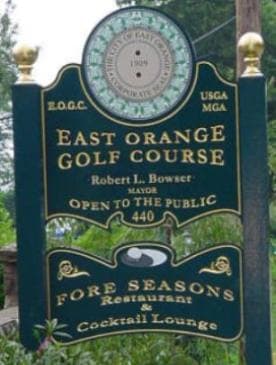 THE CITY OF EAST ORANGE
1909
CORPORATE SEAL
E.O.G.C.
USGA
MGA
EAST ORANGE
GOLF COURSE
Robert L. Bowser
MAYOR
OPEN TO THE PUBLIC
440
FORE SEASONS
Restaurant
&
Cocktail Lounge